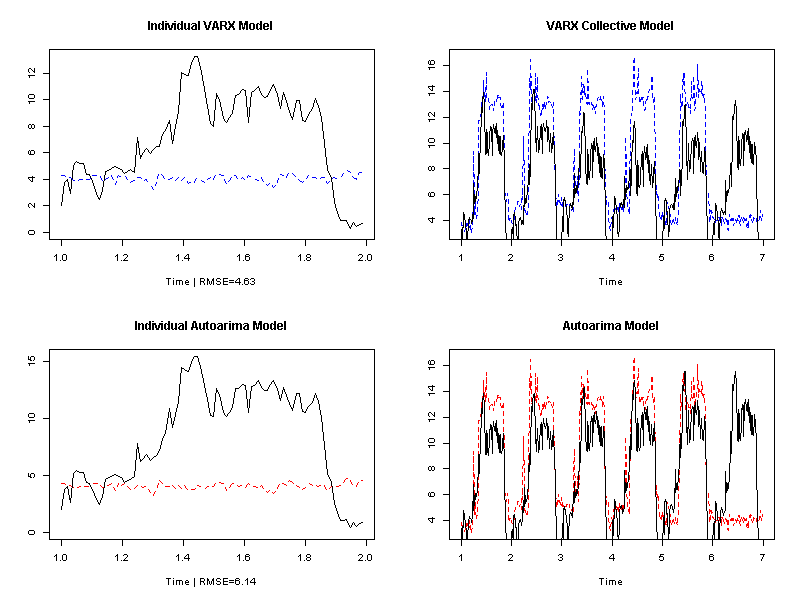 Individual VARX Model
VARX Collective Model
0 2 4 6 8 10 12
4 6 8 10 12 14 16
1.0 1.2 1.4 1.6 1.8 2.0
1 2 3 4 5 6 7
Time | RMSE=4.63
Time
Individual Autoarima Model
Autoarima Model
0 5 10 15
4 6 8 10 12 14 16
1.0 1.2 1.4 1.6 1.8 2.0
1 2 3 4 5 6 7
Time | RMSE=6.14
Time